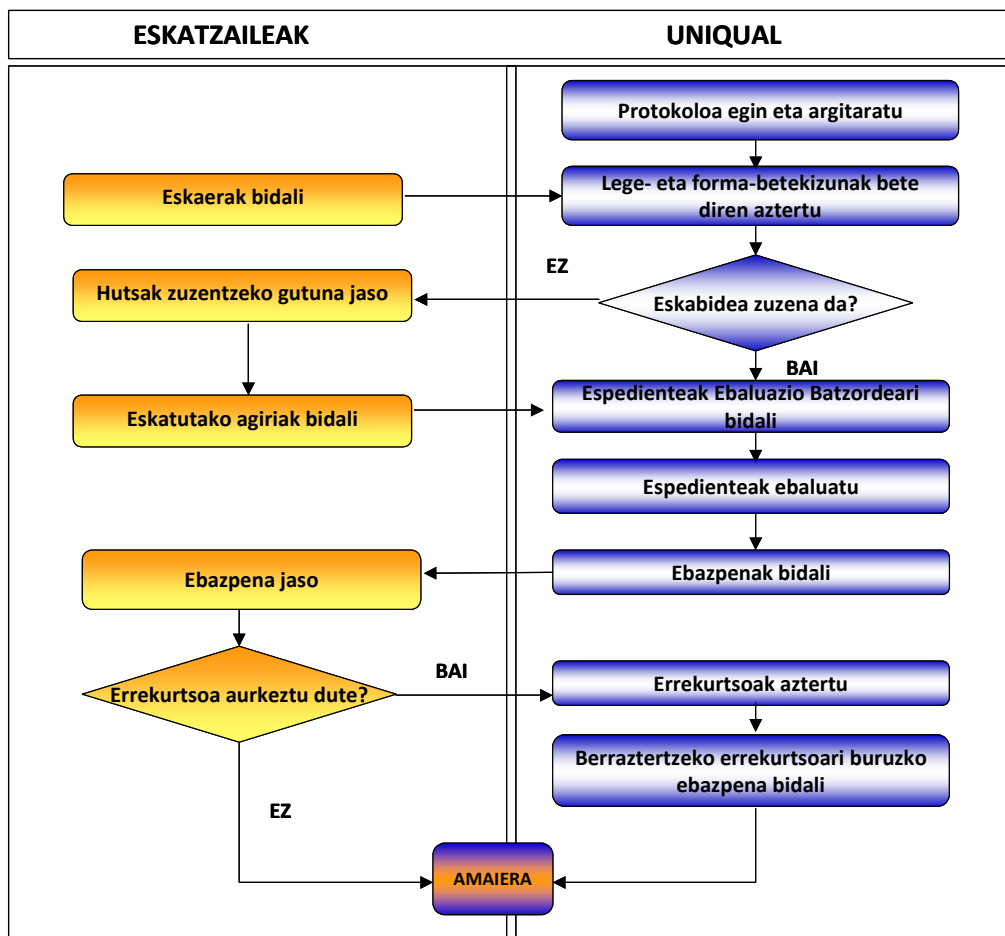 ESKATZAILEAK
UNIQUAL
Protokoloa egin eta argitaratu
Eskaerak bidali
Lege- eta forma-betekizunak bete
diren aztertu
EZ
Hutsak zuzentzeko gutuna jaso
Eskabidea zuzena da?
BAI
Eskatutako agiriak bidali
Espedienteak Ebaluazio Batzordeari
bidali
Espedienteak ebaluatu
Ebazpena jaso
Ebazpenak bidali
BAI
Errekurtsoa aurkeztu dute?
Errekurtsoak aztertu
Berraztertzeko errekurtsoari buruzko
ebazpena bidali
EZ
AMAIERA